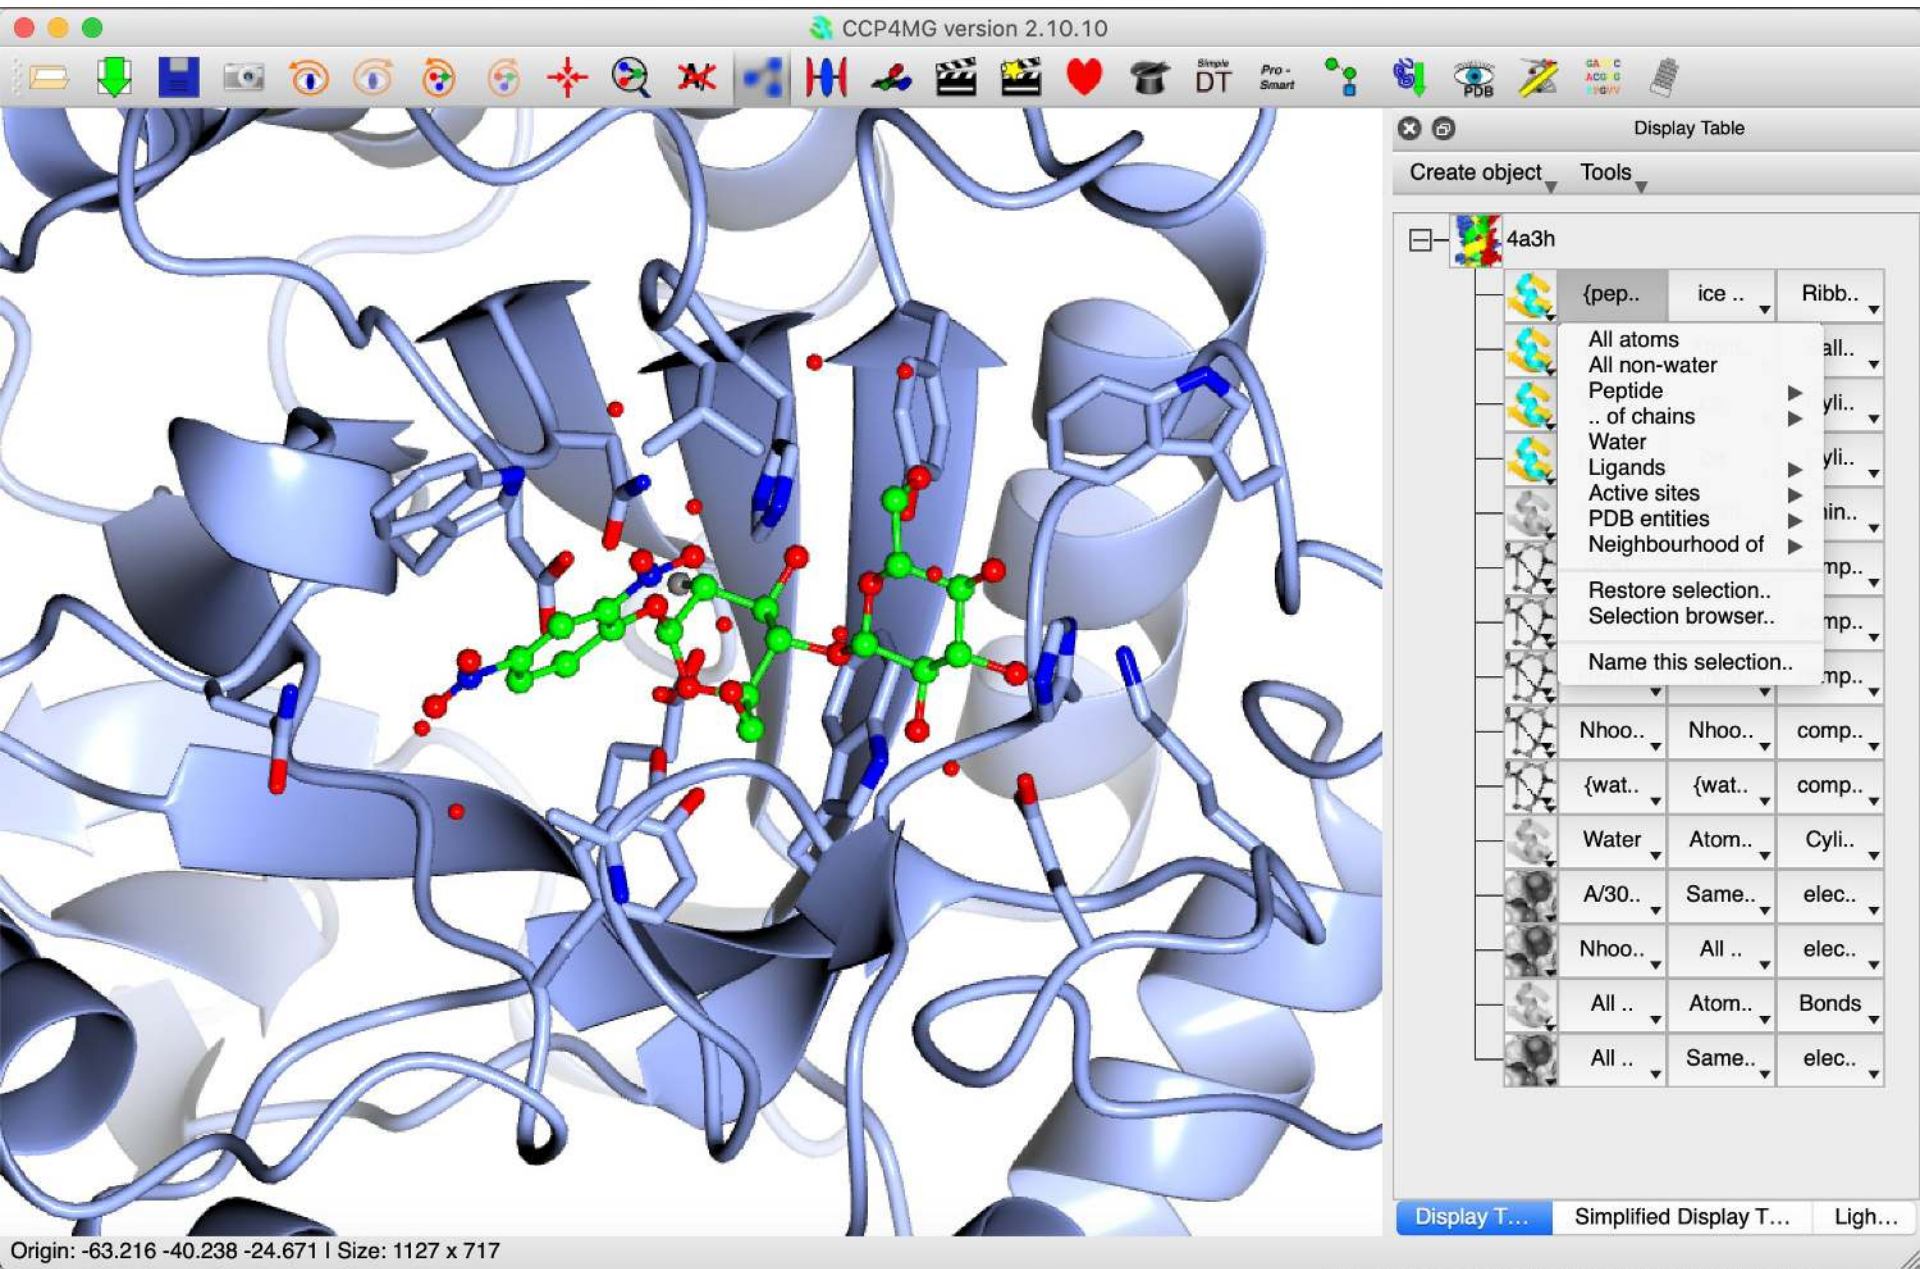 CCP4MG version 2.10.10
Simple
DT
Pro -
Smart
PDB
Display Table
Create object
Tools
4a3h
{pep.. ice .. Ribb..
All atoms
all..
All non-water
Peptide
.. of chains
yli..
Water
Ligands
yli..
Active sites
PDB entities
in..
Neighbourhood of
mp..
Restore selection..
Selection browser..
mp..
Name this selection..
mp..
Nhoo.. Nhoo.. comp..
{wat.. {wat.. comp..
Water Atom.. Cyli..
A/30.. Same.. elec..
Nhoo.. All .. elec..
All .. Atom.. Bonds
All .. Same.. elec..
Display T... Simplified Display T... Ligh...
Origin: -63.216 -40.238 -24.671 | Size: 1127 x 717